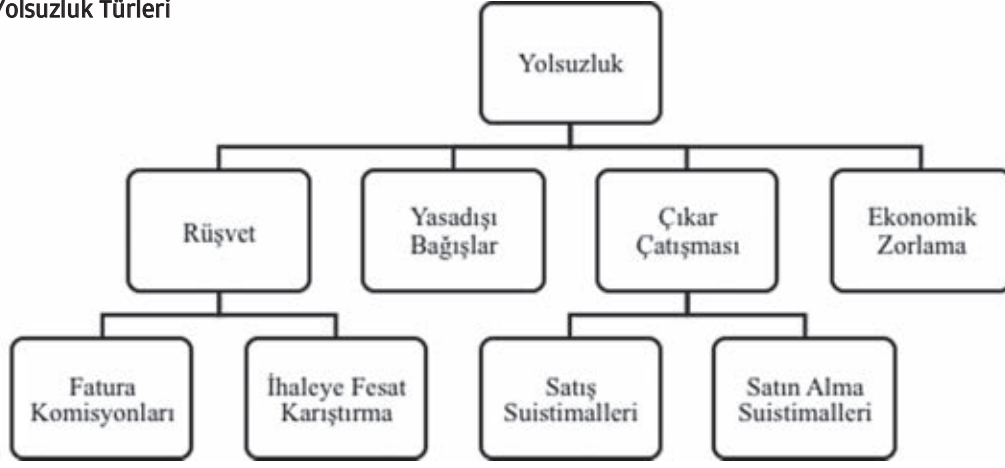 Yolsuzluk Türleri
Yolsuzluk
Rüşvet
Yasadışı
Bağışlar
Çıkar
Çatışması
Ekonomik
Zorlama
Fatura
Komisyonları
İhaleye Fesat
Karıştırma
Satış
Suistimalleri
Satın Alma
Suistimalleri